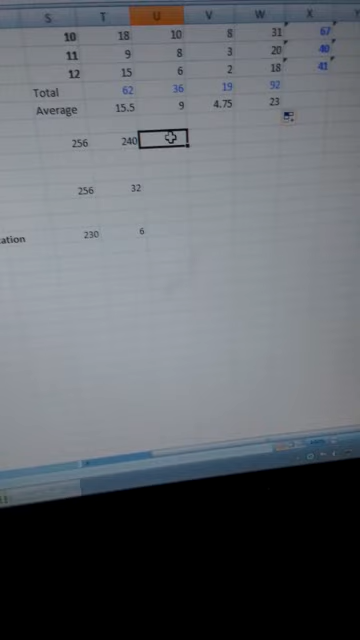 S T U V W X
10 18 10 8 31 67
11 9 8 3 20 40
12 15 6 2 18 41
Total 62 36 19 92
Average 15.5 9 4.75 23
256 240
256 32
ation 230 6